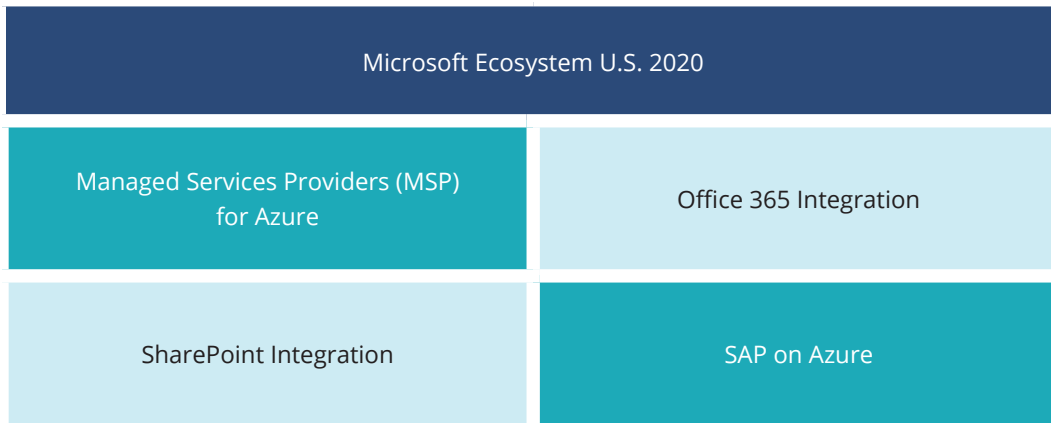 Microsoft Ecosystem U.S. 2020
Managed Services Providers (MSP)
for Azure
Office 365 Integration
SharePoint Integration
SAP on Azure